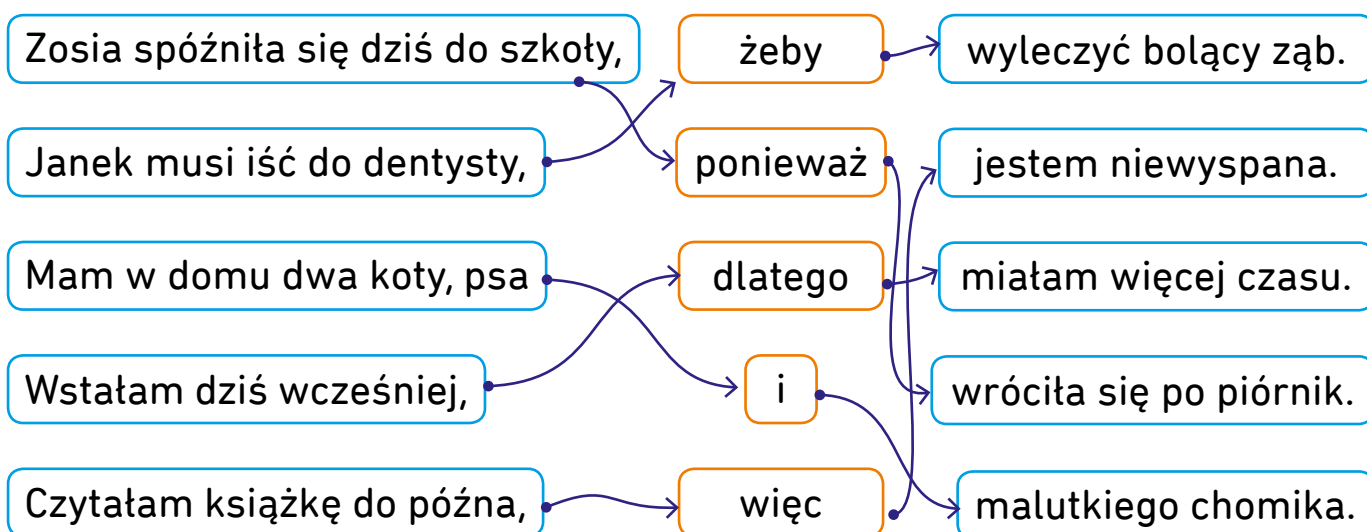 Zosia spóźniła się dziś do szkoły, żeby wyleczyć bolący ząb.
Janek musi iść do dentysty, ponieważ jestem niewyspana.
Mam w domu dwa koty, psa dlatego miałam więcej czasu.
Wstałam dziś wcześniej, i wróciła się po piórnik.
Czytałam książkę do późna, więc malutkiego chomika.